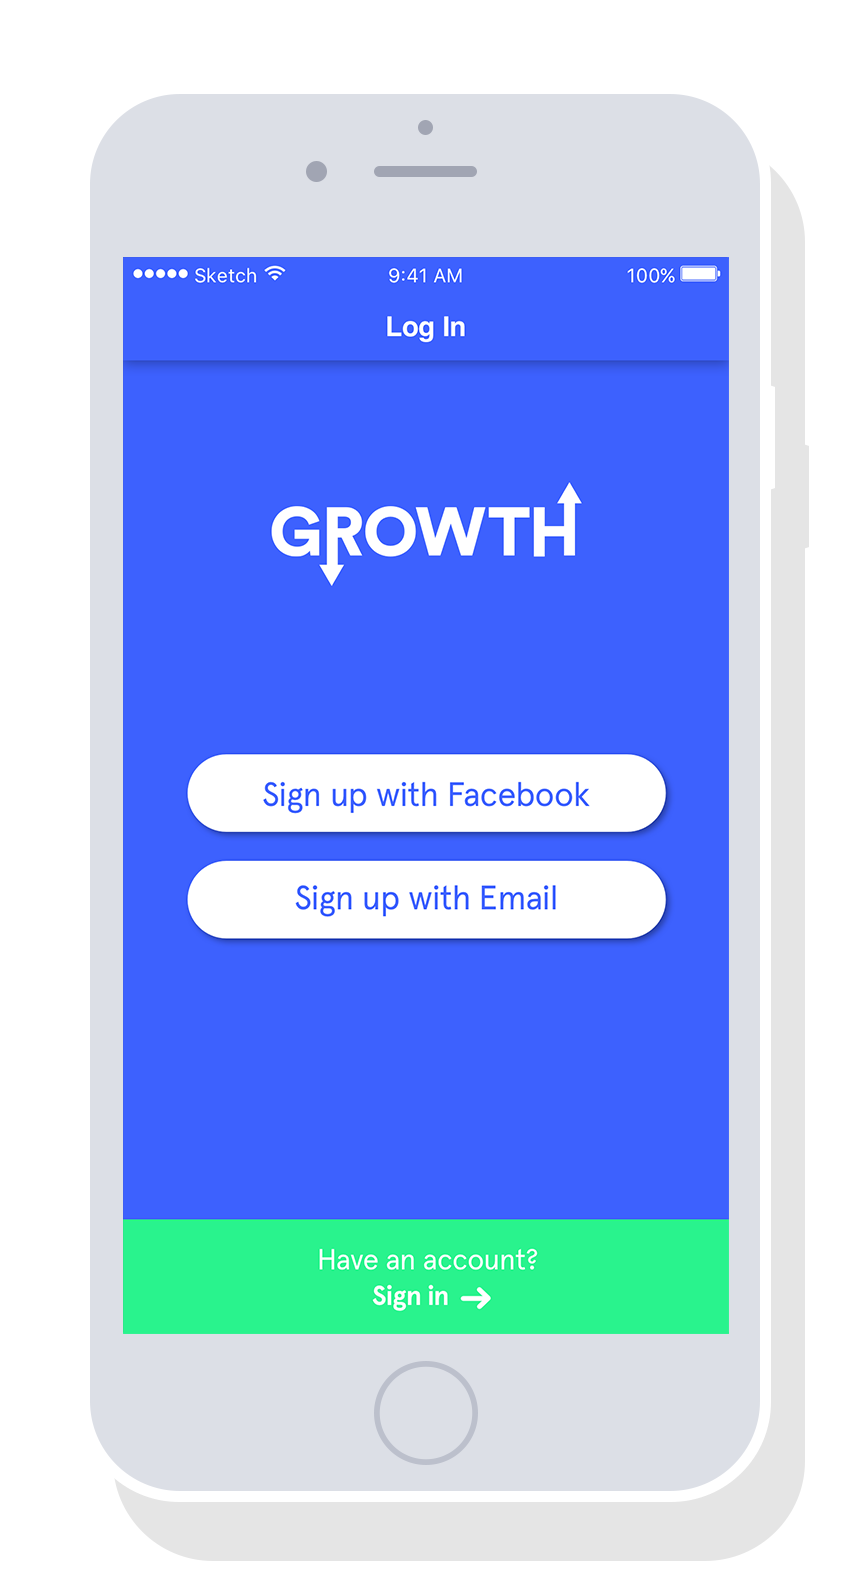 Sketch 9:41 AM 100%
Log In
GROWTH
Sign up with Facebook
Sign up with Email
Have an account?
Sign in